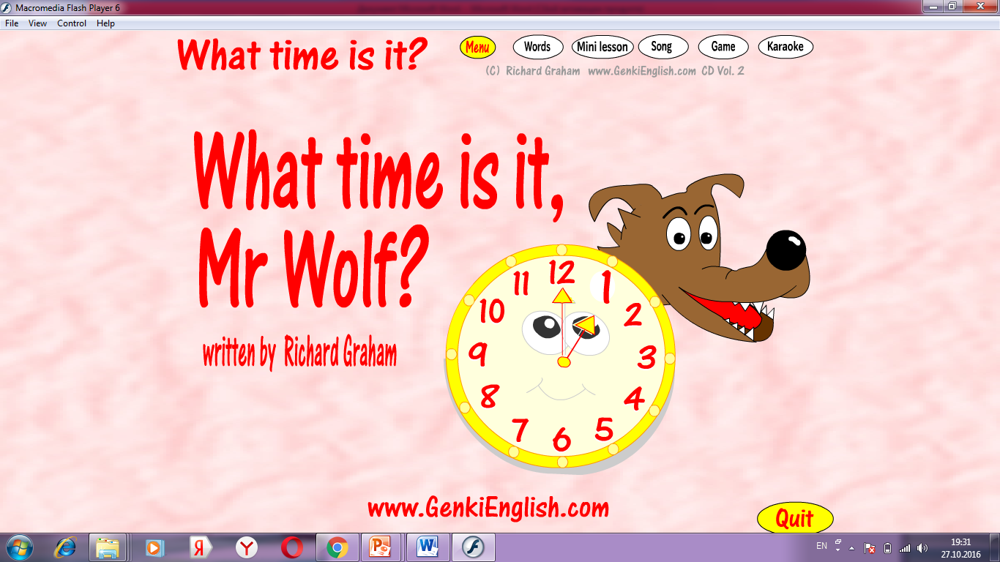 Macromedia Flash Player 6
File View Control Help
What time is it?
Menu Words Mini lesson Song Game Karaoke
(C) Richard Graham www.GenkiEnglish.com CD Vol. 2
What time is it,
Mr Wolf?
written by Richard Graham
12
1
2
3
4
5
6
7
8
9
10
11
www.GenkiEnglish.com
Quit
EN
19:31
27.10.2016